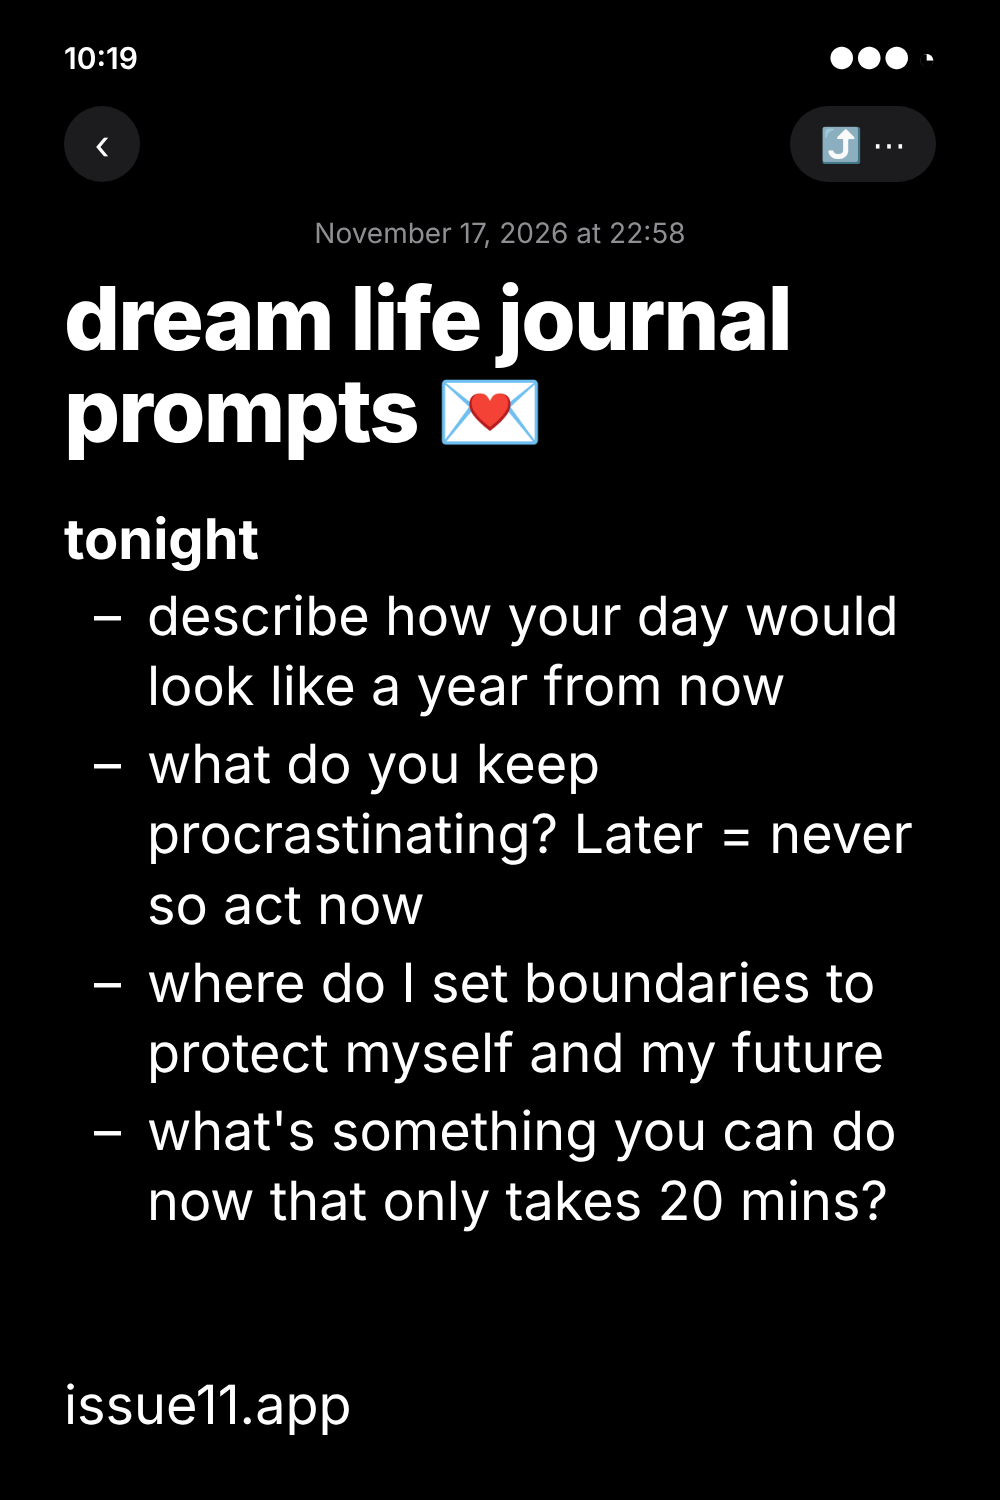 10:19
‹
⤴️ ...
November 17, 2026 at 22:58
dream life journal
prompts 💌
tonight
– describe how your day would
look like a year from now
– what do you keep
procrastinating? Later = never
so act now
– where do I set boundaries to
protect myself and my future
– what's something you can do
now that only takes 20 mins?
issue11.app